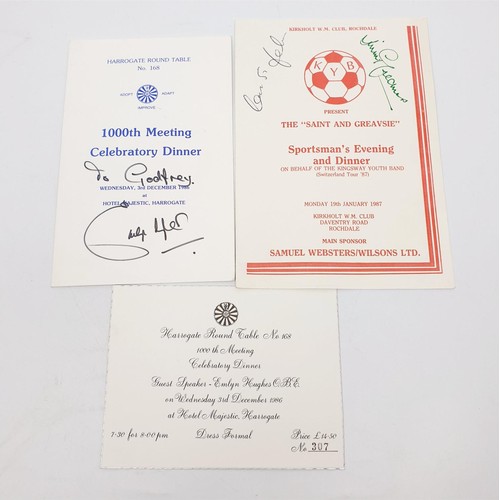 HARROGATE ROUND TABLE
No. 168
ADOPT
ADAPT
IMPROVE
1000th Meeting
Celebratory Dinner
To Godfrey.
WEDNESDAY, 3rd DECEMBER 1986
at
HOTEL MAJESTIC, HARROGATE
KIRKHOLT W.M. CLUB, ROCHDALE
KYB
PRESENT
THE "SAINT AND GREAVSIE"
Sportsman's Evening
and Dinner
ON BEHALF OF THE KINGSWAY YOUTH BAND
(Switzerland Tour '87)
MONDAY 19th JANUARY 1987
KIRKHOLT W.M. CLUB
DAVENTRY ROAD
ROCHDALE
MAIN SPONSOR
SAMUEL WEBSTERS/WILSONS LTD.
Harrogate Round Table No. 168
1000 th Meeting
Celebratory Dinner
Guest Speaker - Emlyn Hughes O.B.E.
on Wednesday 3rd December 1986
at Hotel Majestic, Harrogate
7-30 for 8-00 pm Dress Formal Price £14-50
No 307